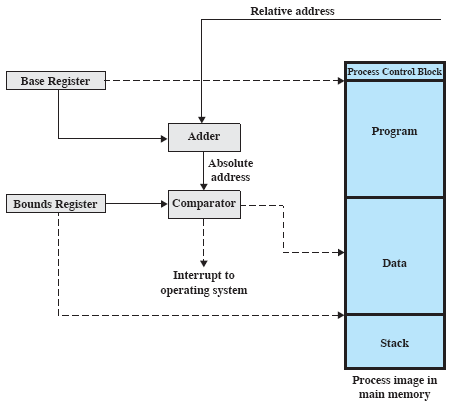 Relative address
Process Control Block
Base Register
Program
Adder
Absolute
address
Bounds Register
Comparator
Data
Interrupt to
operating system
Stack
Process image in
main memory